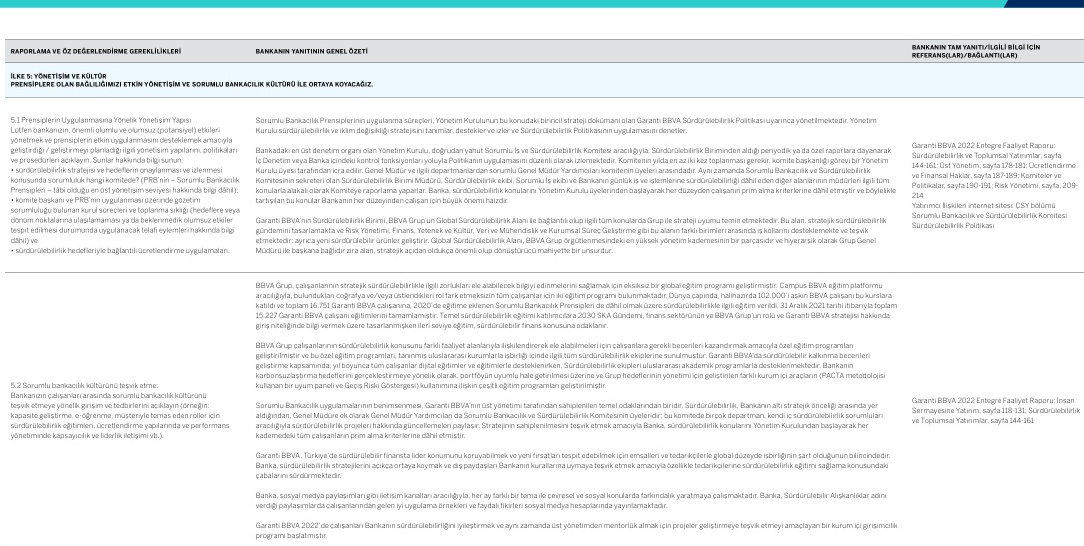 RAPORLAMA VE ÖZ DEĞERLENDİRME GEREKLİLİKLERİ
BANKANIN YANITININ GENEL ÖZETİ
BANKANIN TAM YANITI/İLGİLİ BİLGİ İÇİN
REFERANS(LAR)/BAĞLANTI(LAR)
İLKE 5: YÖNETİŞİM VE KÜLTÜR
PRENSİPLERE OLAN BAĞLILIĞIMIZI ETKİN YÖNETİŞİM VE SORUMLU BANKACILIK KÜLTÜRÜ İLE ORTAYA KOYACAĞIZ.
5.1 Prensiplerin Uygulanmasına Yönelik Yönetişim Yapısı
Lütfen bankanızın, önemli olumlu ve olumsuz (potansiyel) etkileri
yönetmek ve prensiplerin etkin uygulanmasını desteklemek amacıyla
geliştirdiği / geliştirmeyi planladığı ilgili yönetişim yapılarını, politikaları
ve prosedürleri açıklayın. Şunlar hakkında bilgi sunun:
• sürdürülebilirlik stratejisi ve hedeflerin onaylanması ve izlenmesi
konusunda sorumluluk hangi komitede? (PRB'nin – Sorumlu Bankacılık
Prensipleri – tâbi olduğu en üst yönetişim seviyesi hakkında bilgi dâhil);
• komite başkanı ve PRB'nin uygulanması üzerinde gözetim
sorumluluğu bulunan kurul süreçleri ve toplanma sıklığı (hedeflere veya
dönem noktalarına ulaşılamaması ya da beklenmedik olumsuz etkiler
tespit edilmesi durumunda uygulanacak telafi eylemleri hakkında bilgi
dâhil) ve
• sürdürülebilirlik hedefleriyle bağlantılı ücretlendirme uygulamaları.
Sorumlu Bankacılık Prensiplerinin uygulanma süreçleri, Yönetim Kurulunun bu konudaki birincil strateji dokümanı olan Garanti BBVA Sürdürülebilirlik Politikası uyarınca yönetilmektedir. Yönetim
Kurulu sürdürülebilirlik ve iklim değişikliği stratejisini tanımlar, destekler ve izler ve Sürdürülebilirlik Politikasının uygulamasını denetler.
Bankadaki en üst denetim organı olan Yönetim Kurulu, doğrudan yahut Sorumlu İş ve Sürdürülebilirlik Komitesi aracılığıyla, Sürdürülebilirlik Biriminden aldığı periyodik ya da özel raporlara dayanarak
İç Denetim veya Banka içindeki kontrol fonksiyonları yoluyla Politikanın uygulamasını düzenli olarak izlemektedir. Komitenin yılda en az iki kez toplanması gerekir, komite başkanlığı görevi bir Yönetim
Kurulu üyesi tarafından icra edilir. Genel Müdür ve ilgili departmanlardan sorumlu Genel Müdür Yardımcıları komitenin üyeleri arasındadır. Aynı zamanda Sorumlu Bankacılık ve Sürdürülebilirlik
Komitesinin sekreteri olan Sürdürülebilirlik Birimi Müdürü, Sürdürülebilirlik ekibi, Sorumlu İş ekibi ve Bankanın günlük iş ve işlemlerine sürdürülebilirliği dâhil eden diğer alanlarının müdürleri ilgili tüm
konularla alakalı olarak Komiteye raporlama yaparlar. Banka, sürdürülebilirlik konularını Yönetim Kurulu üyelerinden başlayarak her düzeyden çalışanın prim alma kriterlerine dâhil etmiştir ve böylelikle
tartışılan bu konular Bankanın her düzeyden çalışanı için büyük önemi haizdir.
Garanti BBVA'nın Sürdürülebilirlik Birimi, BBVA Grup'un Global Sürdürülebilirlik Alanı ile bağlantılı olup ilgili tüm konularda Grup ile strateji uyumu temin etmektedir. Bu alan, stratejik sürdürülebilirlik
gündemini tasarlamakta ve Risk Yönetimi, Finans, Yetenek ve Kültür, Veri ve Mühendislik ve Kurumsal Süreç Geliştirme gibi bu alanın farklı birimleri arasında iş kollarını desteklemekte ve teşvik
etmektedir; ayrıca yeni sürdürülebilir ürünler geliştirir. Global Sürdürülebilirlik Alanı, BBVA Grup örgütlenmesindeki en yüksek yönetim kademesinin bir parçasıdır ve hiyerarşik olarak Grup Genel
Müdürü ile başkana bağlıdır zira alan, stratejik açıdan oldukça önemli olup dönüştürücü mahiyette bir unsurdur.
Garanti BBVA 2022 Entegre Faaliyet Raporu:
Sürdürülebilirlik ve Toplumsal Yatırımlar, sayfa
144-161; Üst Yönetim, sayfa 178-181; Ücretlendirme
ve Finansal Haklar, sayfa 187-189; Komiteler ve
Politikalar, sayfa 190-191; Risk Yönetimi, sayfa, 209-
214
Yatırımcı İlişkileri internet sitesi: ÇSY bölümü
Sorumlu Bankacılık ve Sürdürülebilirlik Komitesi
Sürdürülebilirlik Politikası
5.2 Sorumlu bankacılık kültürünü teşvik etme:
Bankanızın çalışanları arasında sorumlu bankacılık kültürünü
teşvik etmeye yönelik girişim ve tedbirlerini açıklayın (örneğin:
kapasite geliştirme, e-öğrenme, müşteriyle temas eden roller için
sürdürülebilirlik eğitimleri, ücretlendirme yapılarında ve performans
yönetiminde kapsayıcılık ve liderlik iletişimi vb.).
BBVA Grup, çalışanlarının stratejik sürdürülebilirlikle ilgili zorlukları ele alabilecek bilgiyi edinmelerini sağlamak için eksiksiz bir global eğitim programı geliştirmiştir. Campus BBVA eğitim platformu
aracılığıyla, bulundukları coğrafya ve/veya üstlendikleri rol fark etmeksizin tüm çalışanlar için iki eğitim programı bulunmaktadır. Dünya çapında, halihazırda 102.000'i aşkın BBVA çalışanı bu kurslara
katıldı ve toplam 16.751 Garanti BBVA çalışanına, 2020'de eğitime eklenen Sorumlu Bankacılık Prensipleri de dâhil olmak üzere sürdürülebilirlikle ilgili eğitim verildi. 31 Aralık 2021 tarihi itibarıyla toplam
15.227 Garanti BBVA çalışanı eğitimlerini tamamlamıştır. Temel sürdürülebilirlik eğitimi katılımcılara 2030 SKA Gündemi, finans sektörünün ve BBVA Grup'un rolü ve Garanti BBVA stratejisi hakkında
giriş niteliğinde bilgi vermek üzere tasarlanmışken ileri seviye eğitim, sürdürülebilir finans konusuna odaklanır.
BBVA Grup çalışanlarının sürdürülebilirlik konusunu farklı faaliyet alanlarıyla ilişkilendirerek ele alabilmeleri için çalışanlara gerekli becerileri kazandırmak amacıyla özel eğitim programları
geliştirilmiştir ve bu özel eğitim programları, tanınmış uluslararası kurumlarla işbirliği içinde ilgili tüm sürdürülebilirlik ekiplerine sunulmuştur. Garanti BBVA'da sürdürülebilir kalkınma becerileri
geliştirme kapsamında; yıl boyunca tüm çalışanlar dijital eğitimler ve eğitimlerle desteklenirken, Sürdürülebilirlik ekipleri uluslararası akademik programlarla desteklenmektedir. Bankanın
karbonsuzlaştırma hedeflerini gerçekleştirmeye yönelik olarak, portföyün uyumlu hale getirilmesi üzerine ve Grup hedeflerinin yönetimi için geliştirilen farklı kurum içi araçların (PACTA metodolojisi
kullanan bir uyum paneli ve Geçiş Riski Göstergesi) kullanımına ilişkin çeşitli eğitim programları geliştirilmiştir.
Sorumlu Bankacılık uygulamalarının benimsenmesi, Garanti BBVA'nın üst yönetimi tarafından sahiplenilen temel odaklarından biridir. Sürdürülebilirlik, Bankanın altı stratejik önceliği arasında yer
aldığından, Genel Müdüre ek olarak Genel Müdür Yardımcıları da Sorumlu Bankacılık ve Sürdürülebilirlik Komitesinin üyeleridir; bu komitede birçok departman, kendi iç sürdürülebilirlik sorumluları
aracılığıyla sürdürülebilirlik projeleri hakkında güncellemeleri paylaşır. Stratejinin sahiplenilmesini teşvik etmek amacıyla Banka, sürdürülebilirlik konularını Yönetim Kurulundan başlayarak her
kademedeki tüm çalışanların prim alma kriterlerine dâhil etmiştir.
Garanti BBVA, Türkiye'de sürdürülebilir finansta lider konumunu koruyabilmek ve yeni fırsatları tespit edebilmek için emsalleri ve tedarikçilerle global düzeyde işbirliğinin şart olduğunun bilincindedir.
Banka, sürdürülebilirlik stratejilerini açıkça ortaya koymak ve dış paydaşları Bankanın kurallarına uymaya teşvik etmek amacıyla özellikle tedarikçilerine sürdürülebilirlik eğitimi sağlama konusundaki
çabalarını sürdürmektedir.
Banka, sosyal medya paylaşımları gibi iletişim kanalları aracılığıyla, her ay farklı bir tema ile çevresel ve sosyal konularda farkındalık yaratmaya çalışmaktadır. Banka, Sürdürülebilir Alışkanlıklar adını
verdiği paylaşımlarda çalışanlarından gelen iyi uygulama örnekleri ve faydalı fikirleri sosyal medya hesaplarında yayınlamaktadır.
Garanti BBVA 2022'de çalışanları Bankanın sürdürülebilirliğini iyileştirmek ve aynı zamanda üst yönetimden mentorlük almak için projeler geliştirmeye teşvik etmeyi amaçlayan bir kurum içi girişimcilik
programı başlatmıştır.
Garanti BBVA 2022 Entegre Faaliyet Raporu: İnsan
Sermayesine Yatırım, sayfa 118-131; Sürdürülebilirlik
ve Toplumsal Yatırımlar, sayfa 144-161